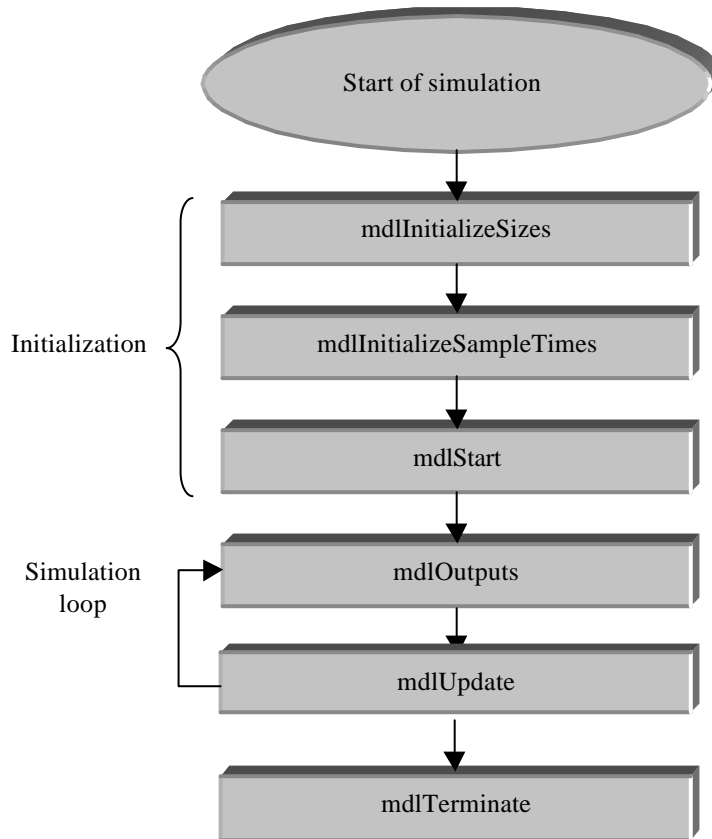 Start of simulation
mdlInitializeSizes
Initialization
mdlInitializeSampleTimes
mdlStart
Simulation
loop
mdlOutputs
mdlUpdate
mdlTerminate